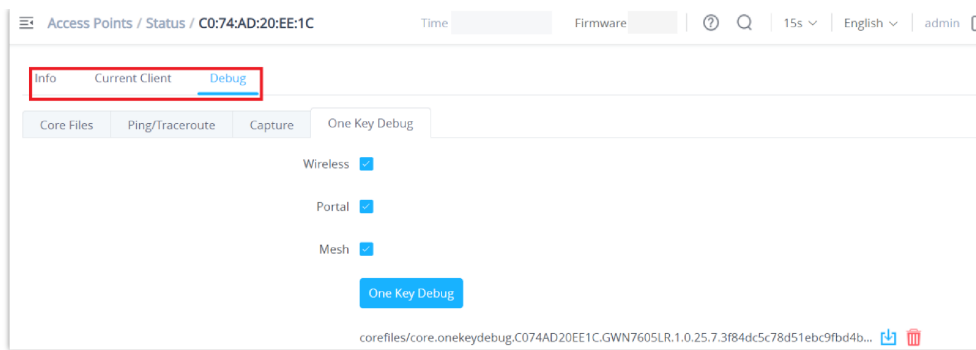 Access Points / Status / C0:74:AD:20:EE:1C Time Firmware 15s English admin
Info Current Client Debug
Core Files Ping/Traceroute Capture One Key Debug
Wireless
Portal
Mesh
One Key Debug
corefiles/core.onekeydebug.C074AD20EE1C.GWN7605LR.1.0.25.7.3f84dc5c78d51ebc9fbd4b...